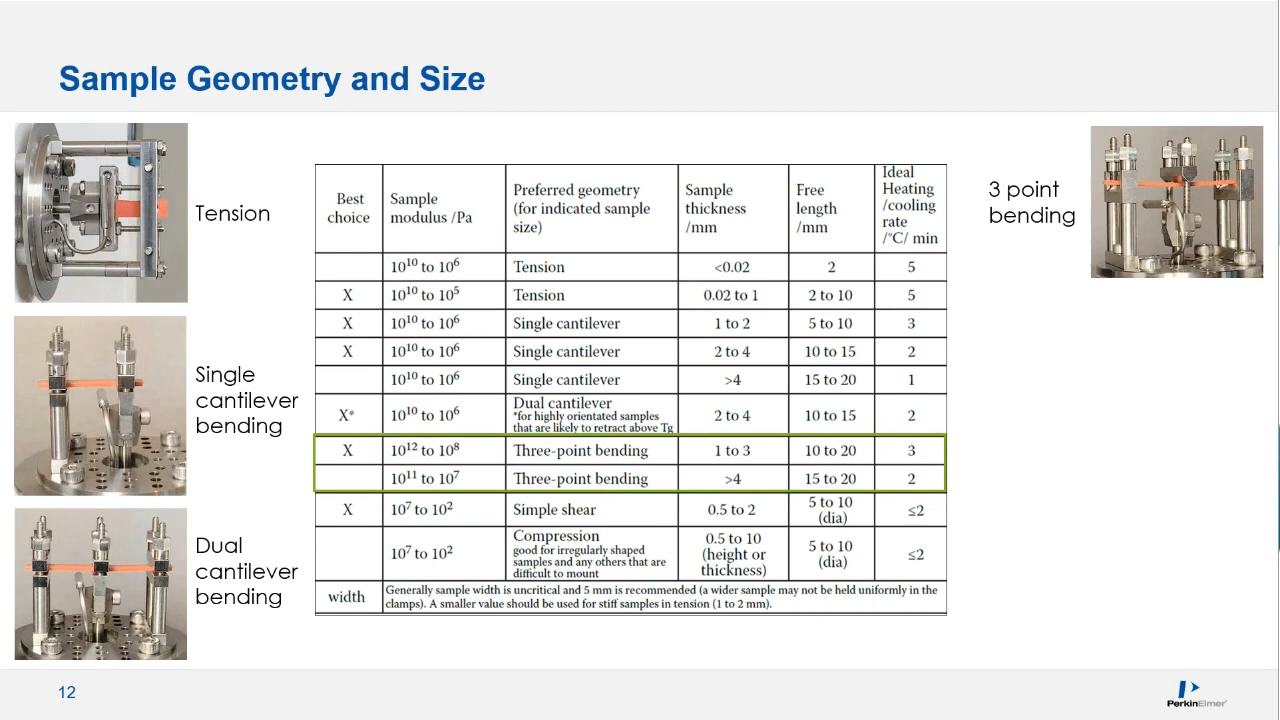 Sample Geometry and Size
Tension
Single
cantilever
bending
Dual
cantilever
bending
Best
choice
Sample
modulus /Pa
Preferred geometry
(for indicated sample
size)
Sample
thickness
/mm
Free
length
/mm
Ideal
Heating
/cooling
rate
/°C/ min
10¹⁰ to 10⁶ Tension <0.02 2 5
X 10¹⁰ to 10⁵ Tension 0.02 to 1 2 to 10 5
X 10¹⁰ to 10⁶ Single cantilever 1 to 2 5 to 10 3
X 10¹⁰ to 10⁶ Single cantilever 2 to 4 10 to 15 2
10¹⁰ to 10⁶ Single cantilever >4 15 to 20 1
X* 10¹⁰ to 10⁶
Dual cantilever
*for highly orientated samples
that are likely to retract above Tg
2 to 4 10 to 15 2
X 10¹² to 10⁸ Three-point bending 1 to 3 10 to 20 3
10¹¹ to 10⁷ Three-point bending >4 15 to 20 2
X 10⁷ to 10² Simple shear 0.5 to 2
5 to 10
(dia)
≤2
10⁷ to 10²
Compression
good for irregularly shaped
samples and any others that are
difficult to mount
0.5 to 10
(height or
thickness)
5 to 10
(dia)
≤2
width
Generally sample width is uncritical and 5 mm is recommended (a wider sample may not be held uniformly in the
clamps). A smaller value should be used for stiff samples in tension (1 to 2 mm).
3 point
bending
12
PerkinElmer